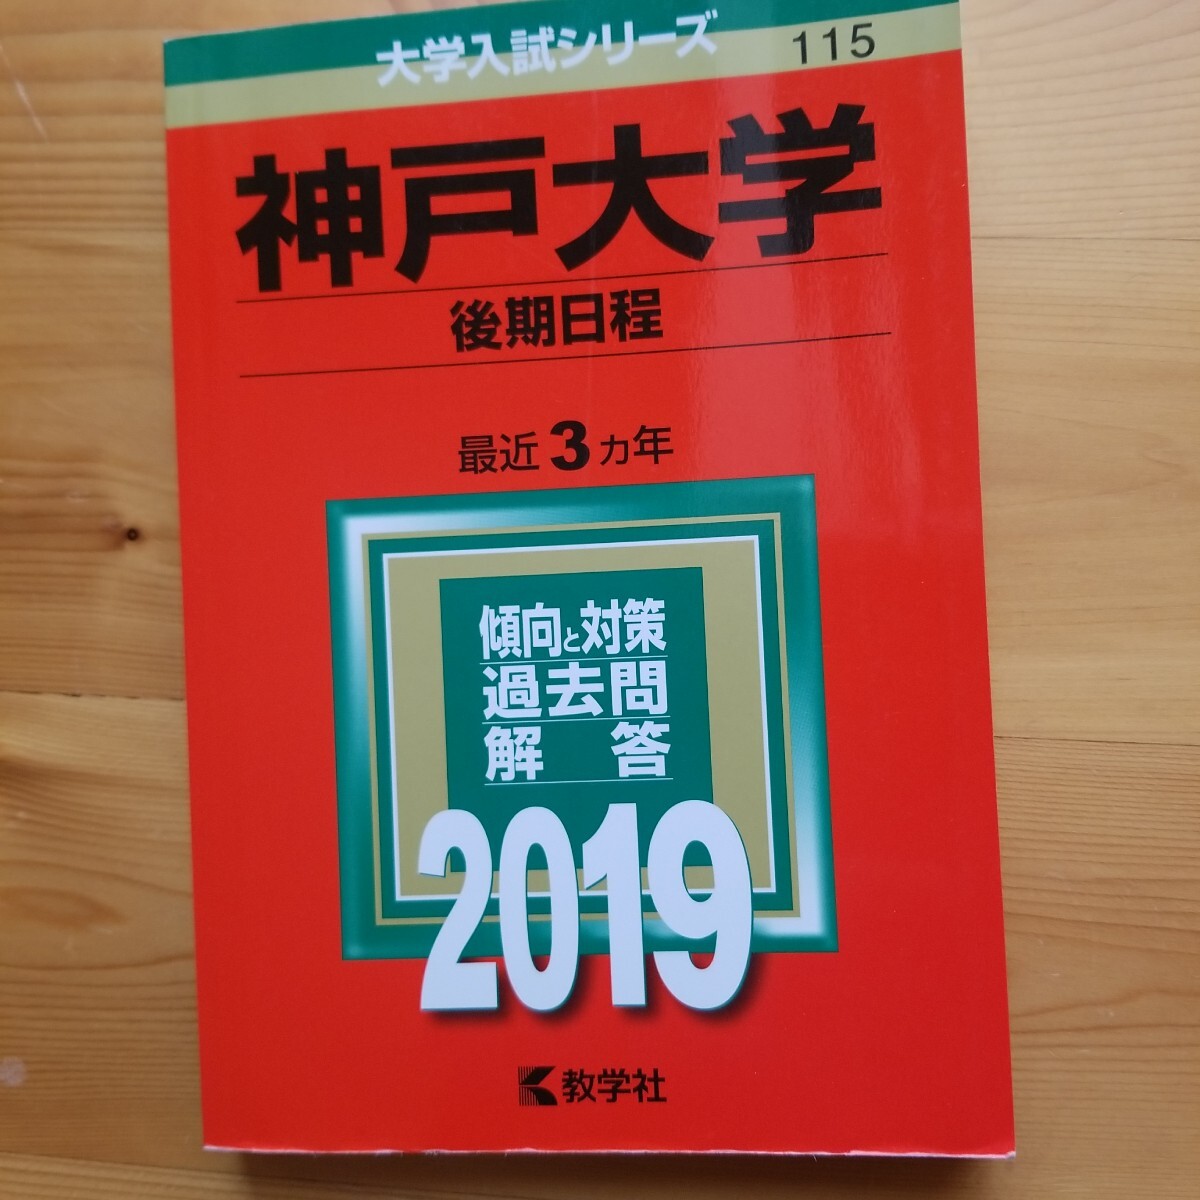 大学入試シリーズ 115
神戸大学
後期日程
最近3ヵ年
傾向と対策
過去問
解答
2019
教学社